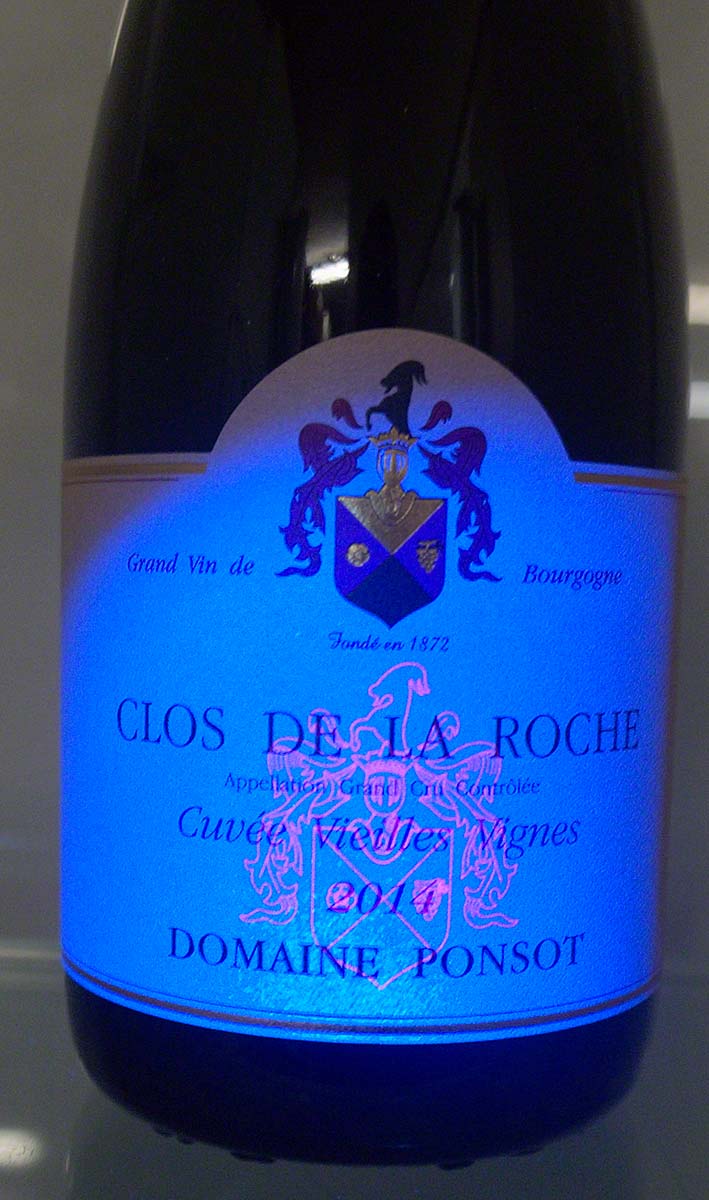 Grand Vin de Bourgogne
Fondé en 1872
CLOS DE LA ROCHE
Appellation Grand Cru Contrôlée
Cuvée Vieilles Vignes
2014
DOMAINE PONSOT